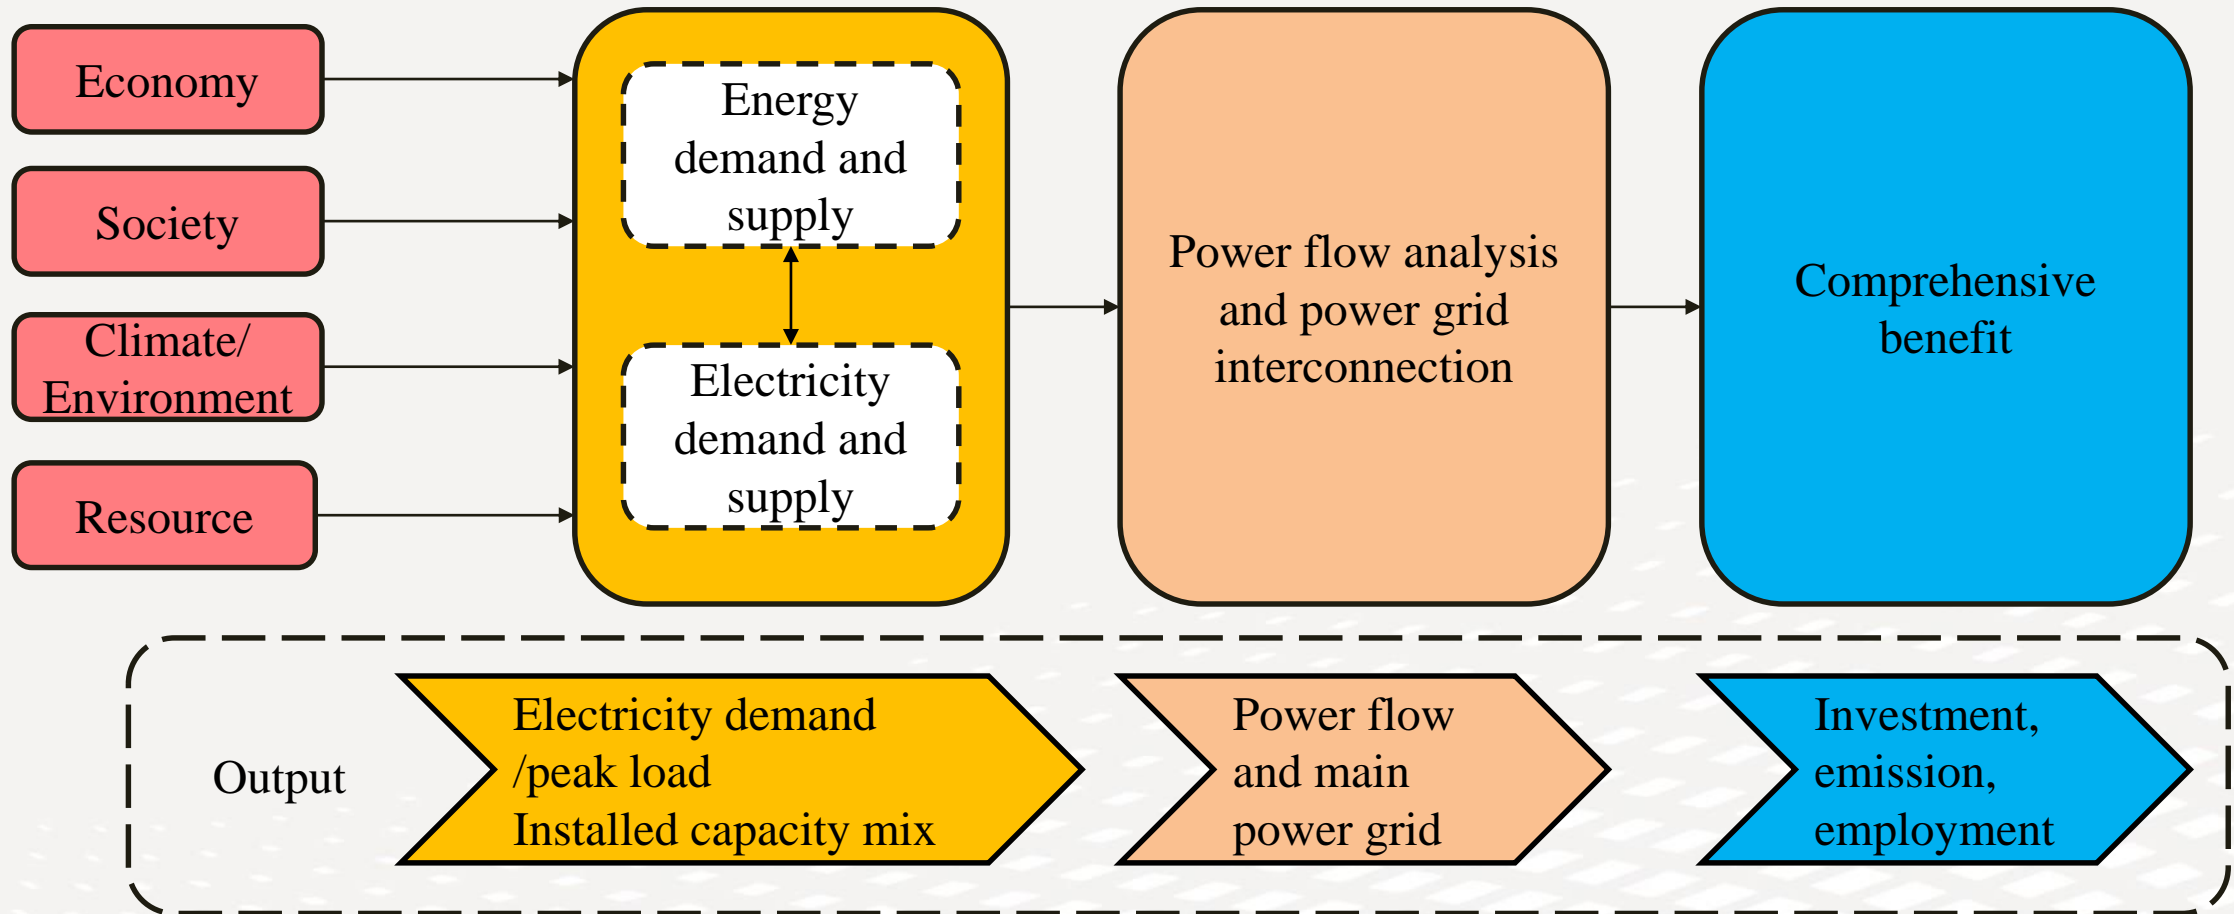 Economy
Society
Climate/
Environment
Resource
Energy
demand and
supply
Electricity
demand and
supply
Power flow analysis
and power grid
interconnection
Comprehensive
benefit
Output
Electricity demand
/peak load
Installed capacity mix
Power flow
and main
power grid
Investment,
emission,
employment